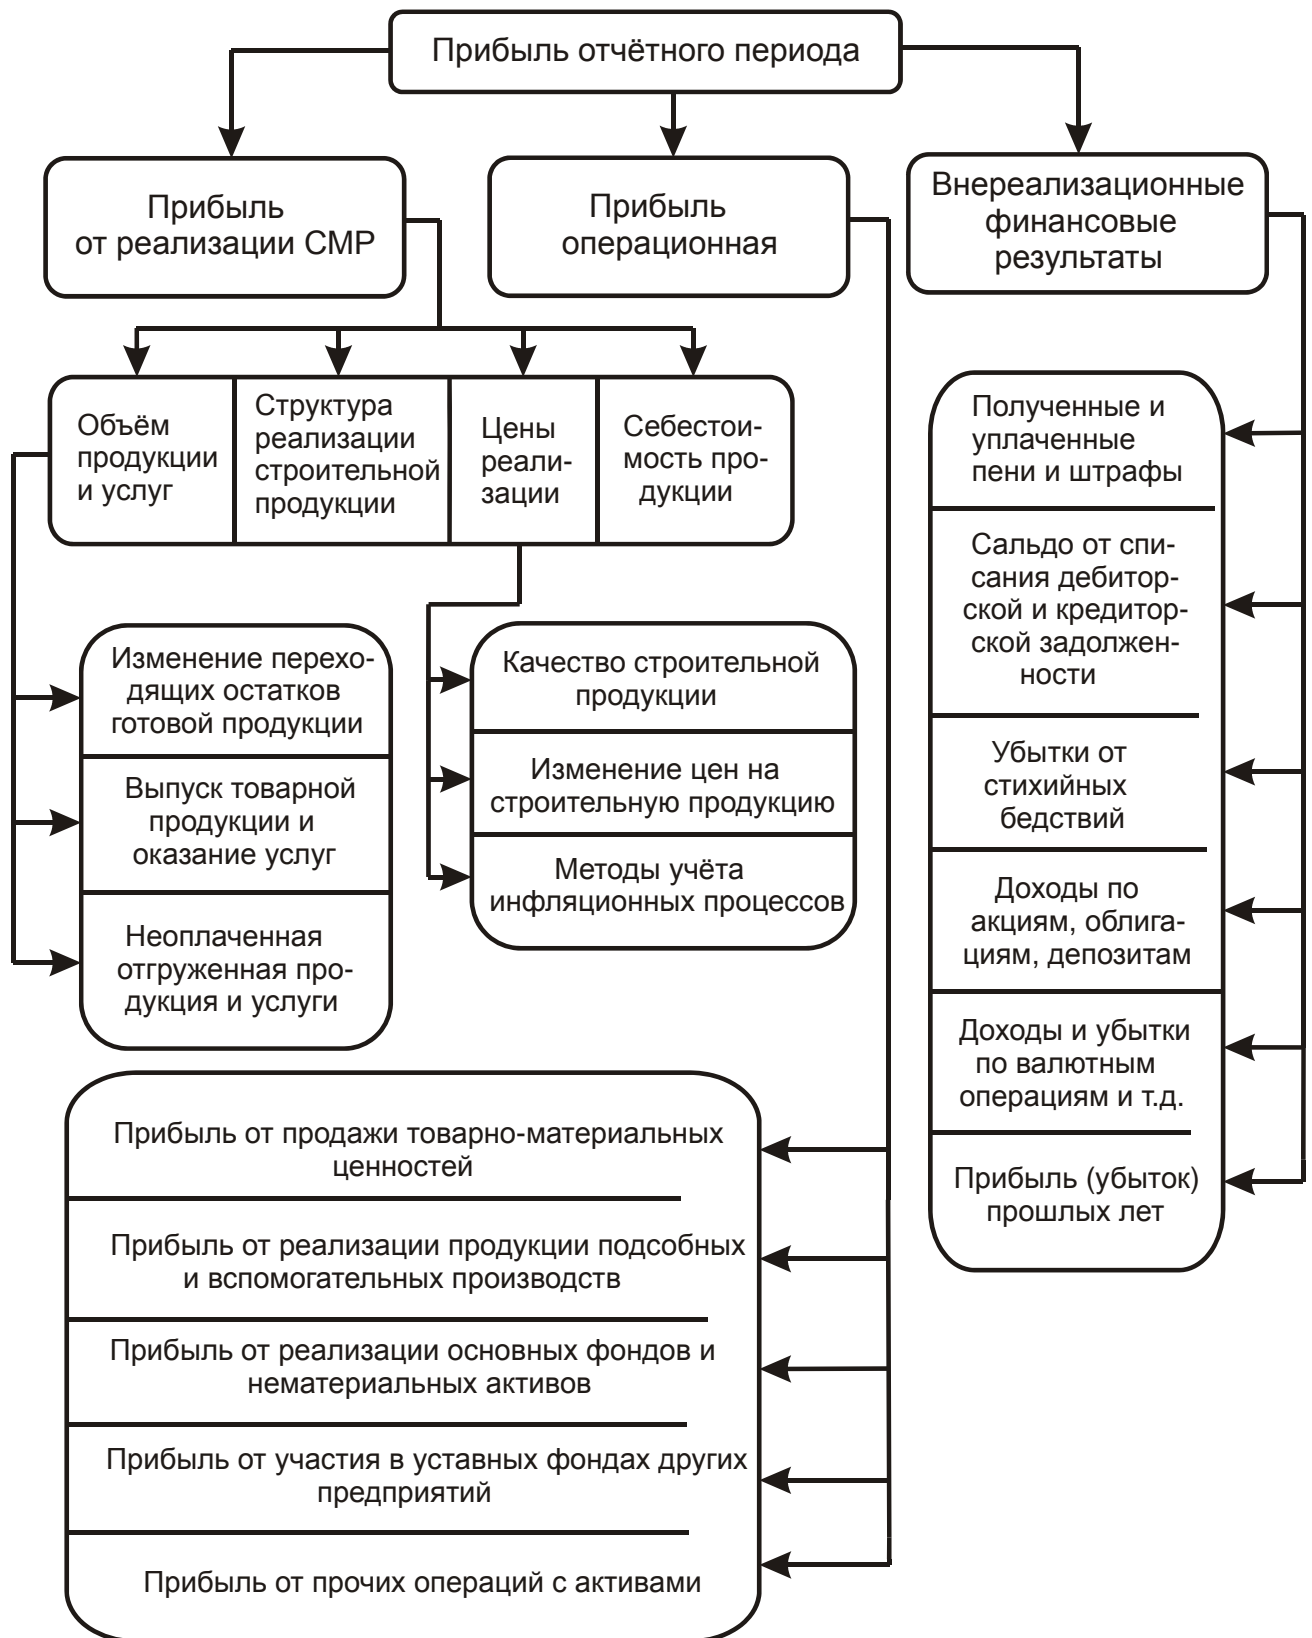 Прибыль отчётного периода
Прибыль
от реализации СМР
Прибыль
операционная
Внереализационные
финансовые
результаты
Объём
продукции
и услуг
Структура
реализации
строительной
продукции
Цены
реали-
зации
Себестои-
мость про-
дукции
Изменение перехо-
дящих остатков
готовой продукции
Выпуск товарной
продукции и
оказание услуг
Неоплаченная
отгруженная про-
дукция и услуги
Качество строительной
продукции
Изменение цен на
строительную продукцию
Методы учёта
инфляционных процессов
Полученные и
уплаченные
пени и штрафы
Сальдо от спи-
сания дебитор-
ской и кредитор-
ской задолжен-
ности
Убытки от
стихийных
бедствий
Доходы по
акциям, облига-
циям, депозитам
Доходы и убытки
по валютным
операциям и т.д.
Прибыль (убыток)
прошлых лет
Прибыль от продажи товарно-материальных
ценностей
Прибыль от реализации продукции подсобных
и вспомогательных производств
Прибыль от реализации основных фондов и
нематериальных активов
Прибыль от участия в уставных фондах других
предприятий
Прибыль от прочих операций с активами